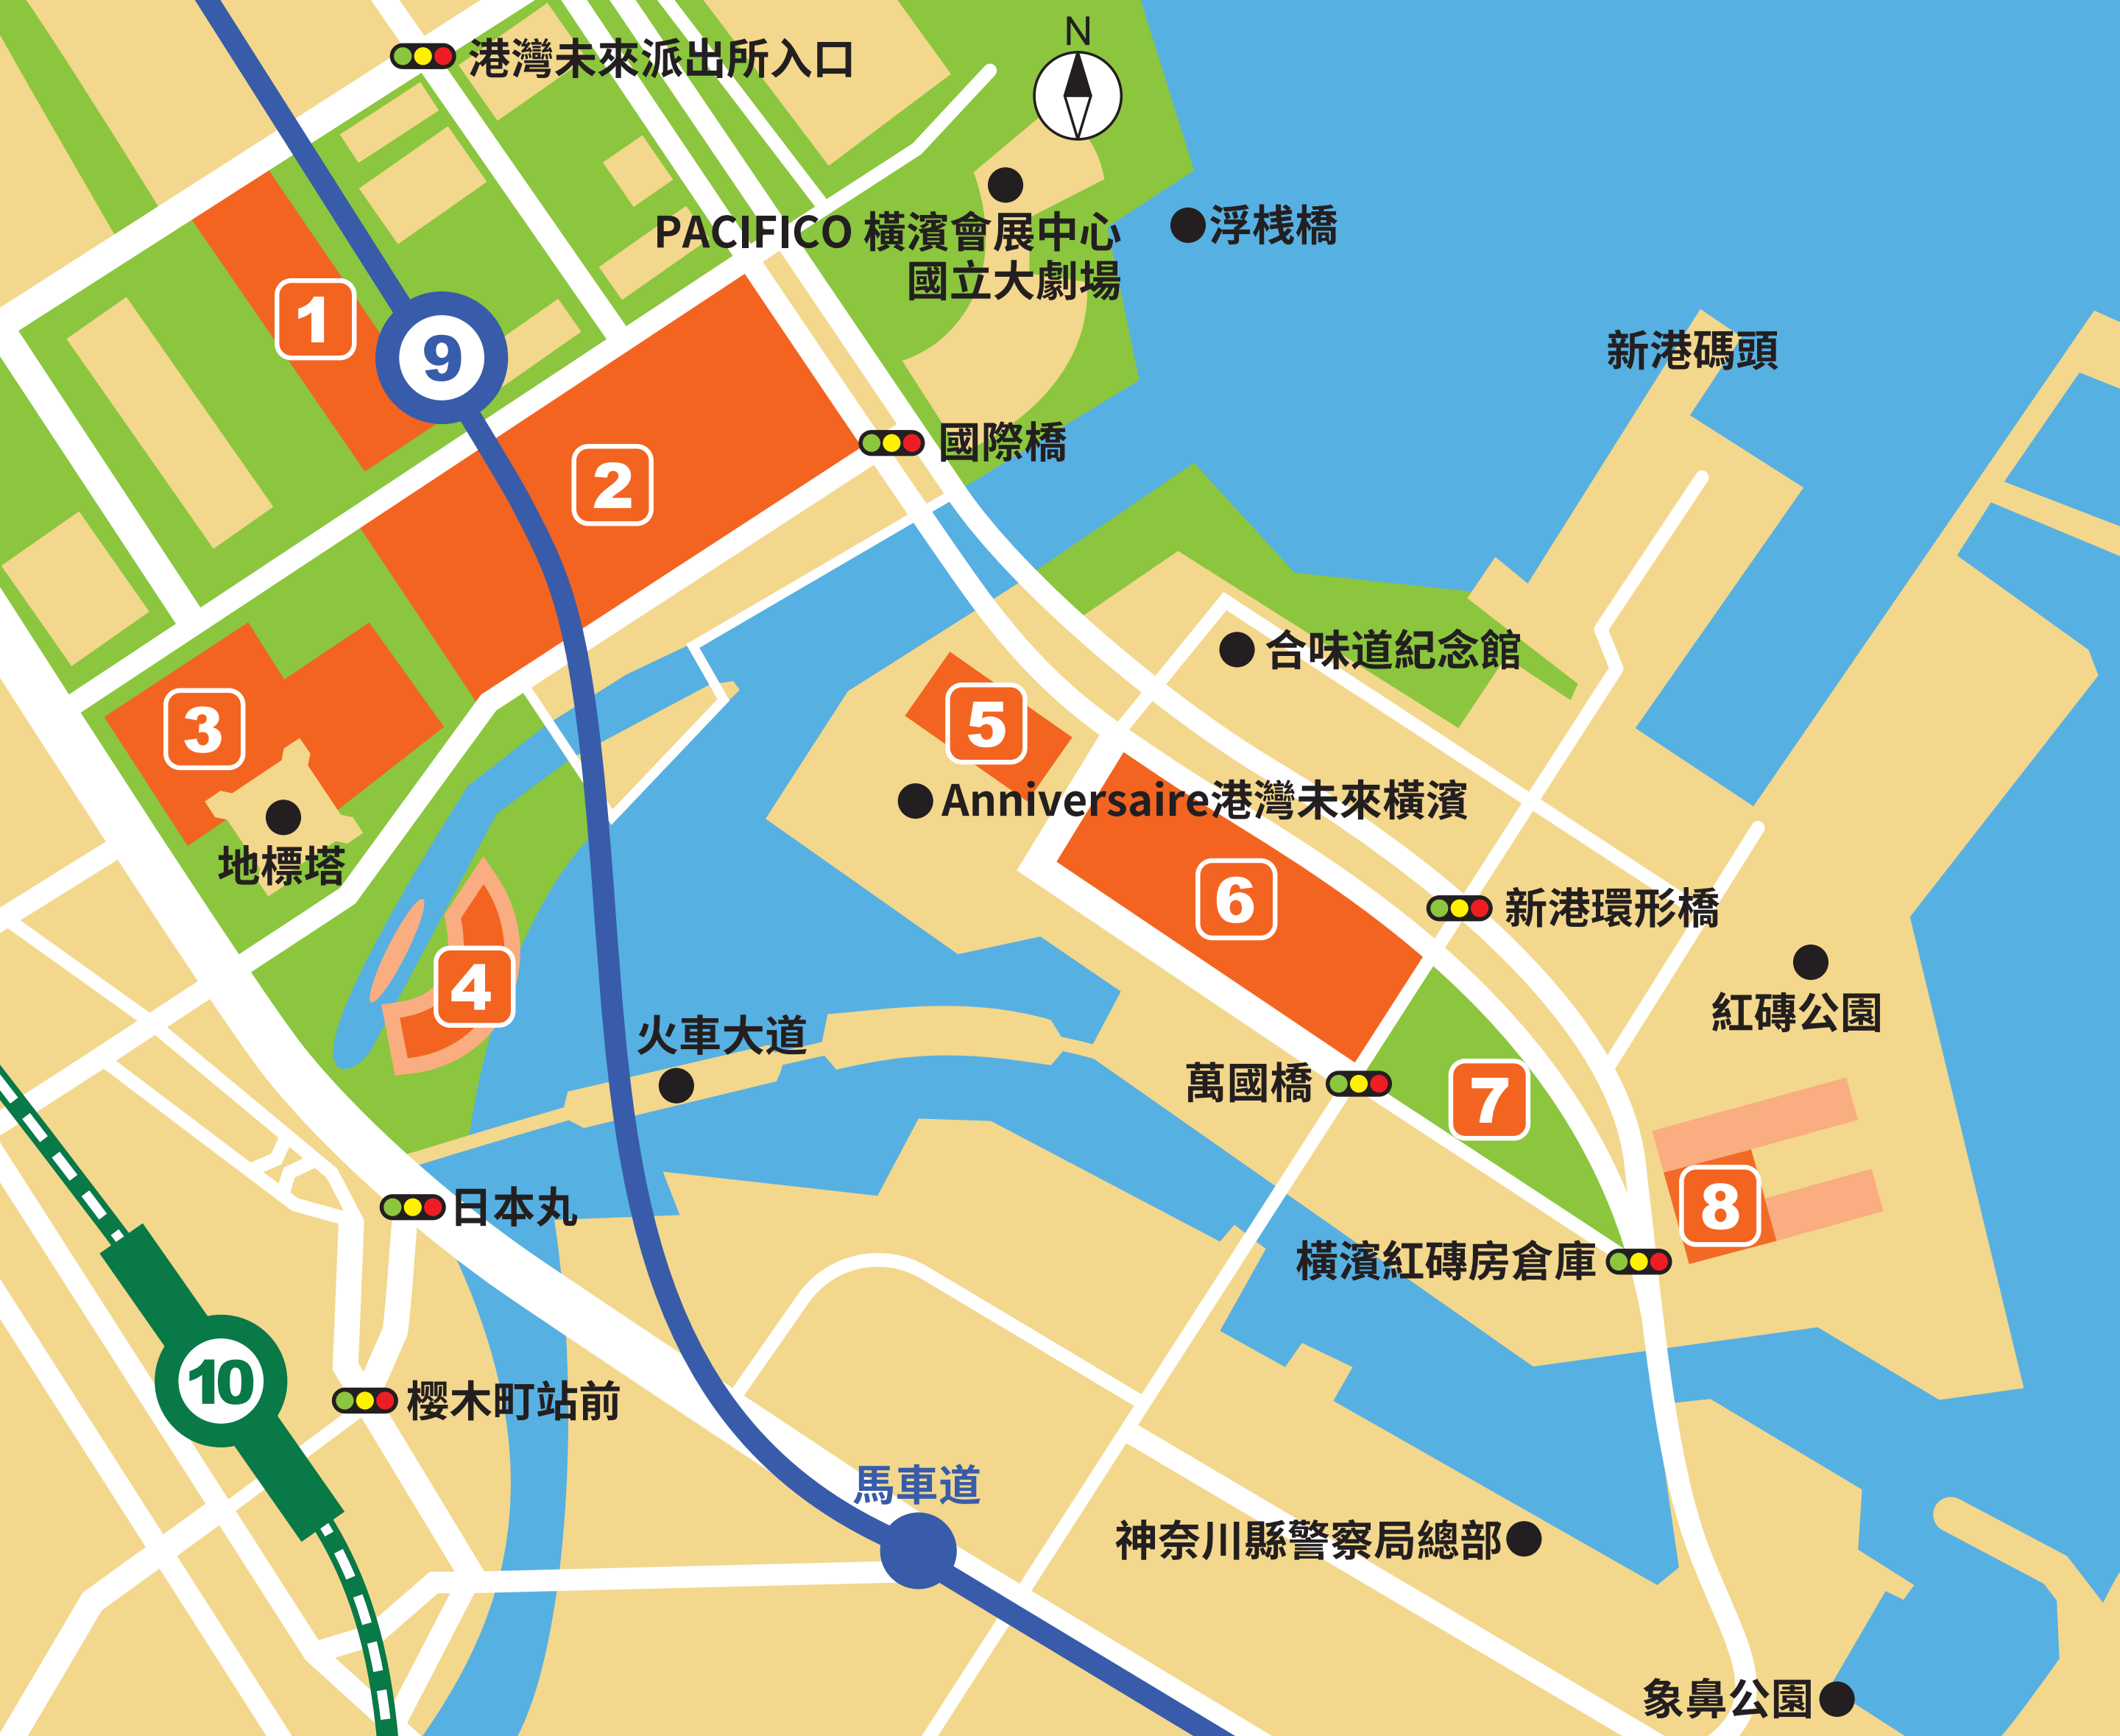 N
港灣未來派出所入口
PACIFICO 橫濱會展中心
國立大劇場
浮栈橋
1
9
新港碼頭
國際橋
2
合味道紀念館
3
5
Anniversaire港灣未來橫濱
地標塔
6
新港環形橋
4
紅磚公園
火車大道
萬國橋
7
日本丸
8
橫濱紅磚房倉庫
10
樱木町站前
馬車道
神奈川縣警察局總部
象鼻公園